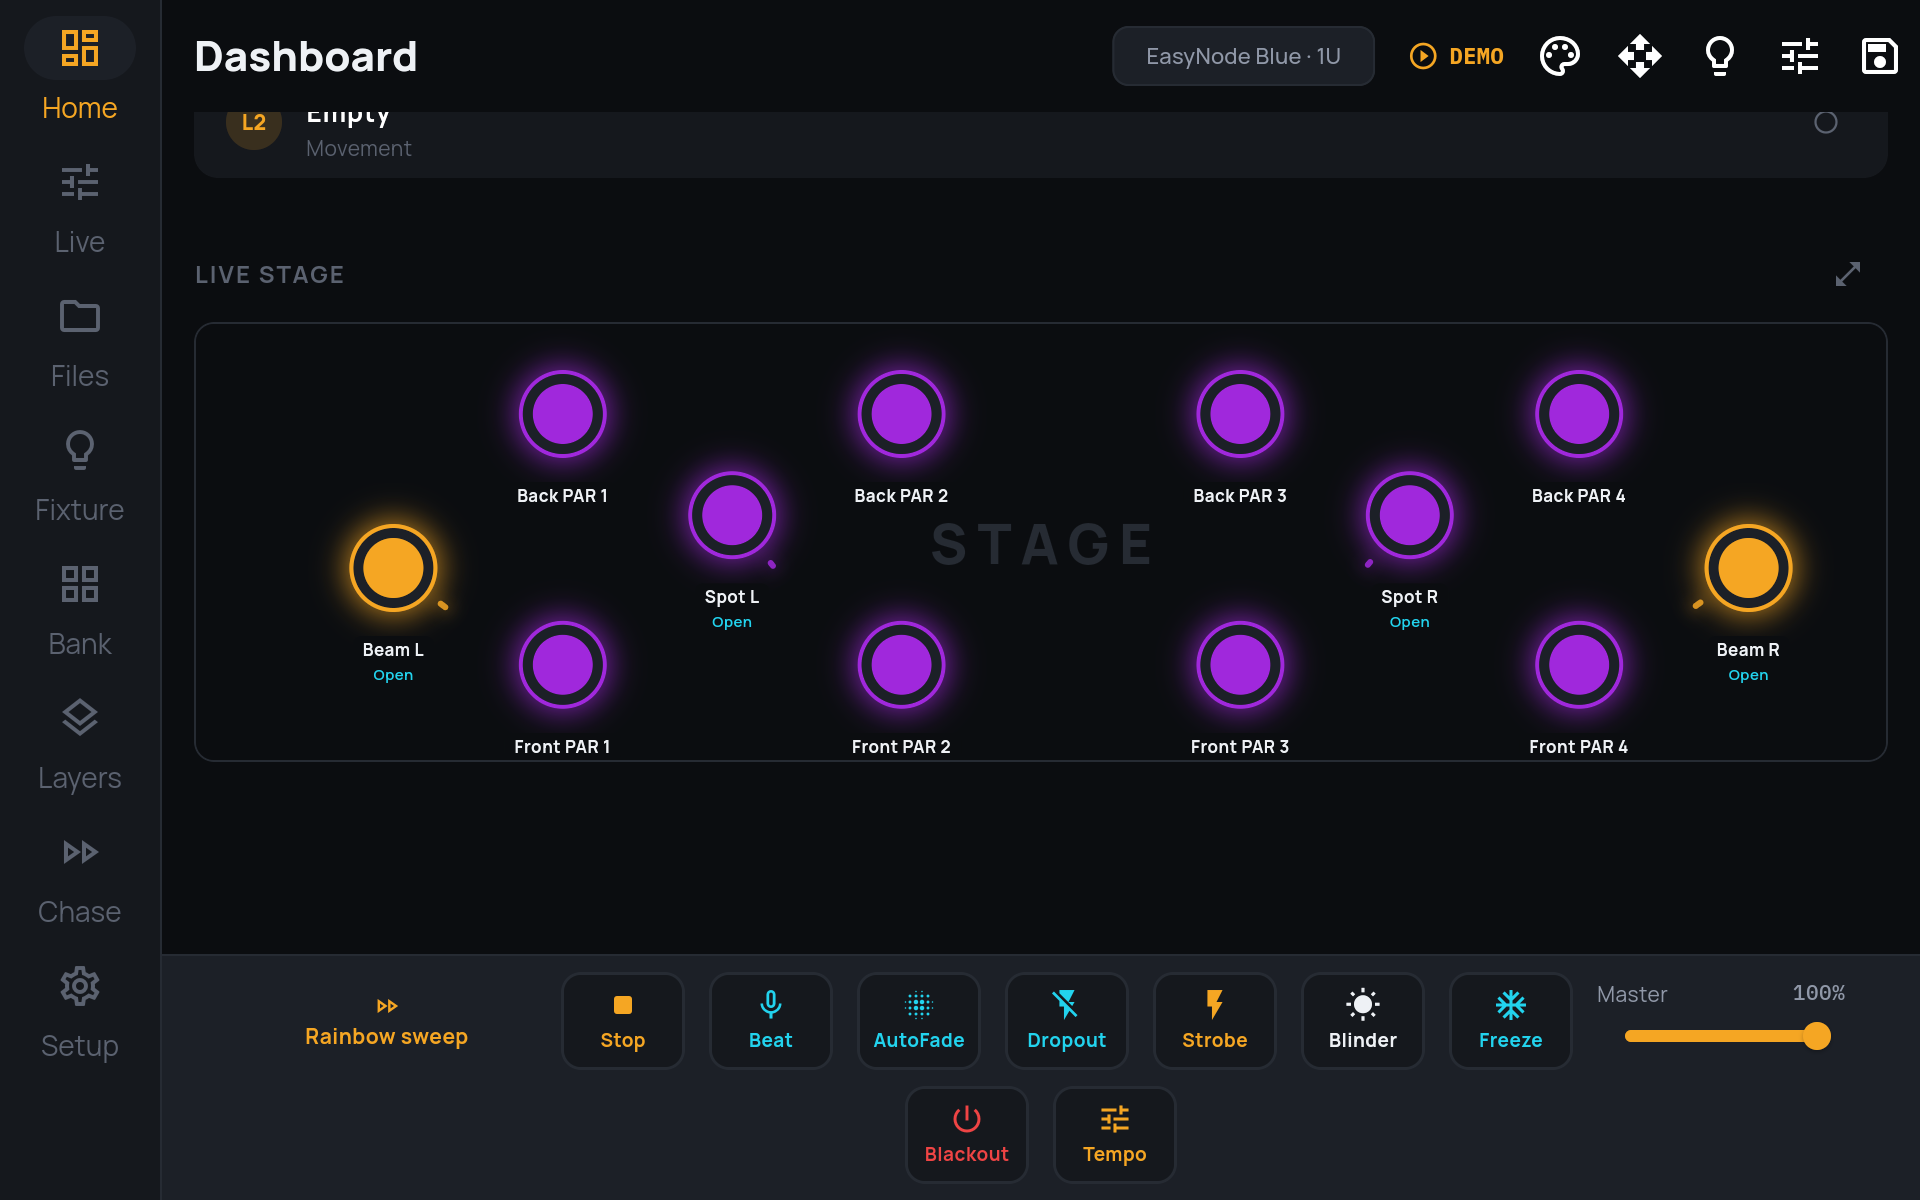 Dashboard
EasyNode Blue · 1U
DEMO
Home
Live
Files
Fixture
Bank
Layers
Chase
Setup
L2
Empty
Movement
LIVE STAGE
STAGE
Back PAR 1
Back PAR 2
Back PAR 3
Back PAR 4
Spot L
Open
Spot R
Open
Beam L
Open
Beam R
Open
Front PAR 1
Front PAR 2
Front PAR 3
Front PAR 4
Rainbow sweep
Stop
Beat
AutoFade
Dropout
Strobe
Blinder
Freeze
Master
100%
Blackout
Tempo